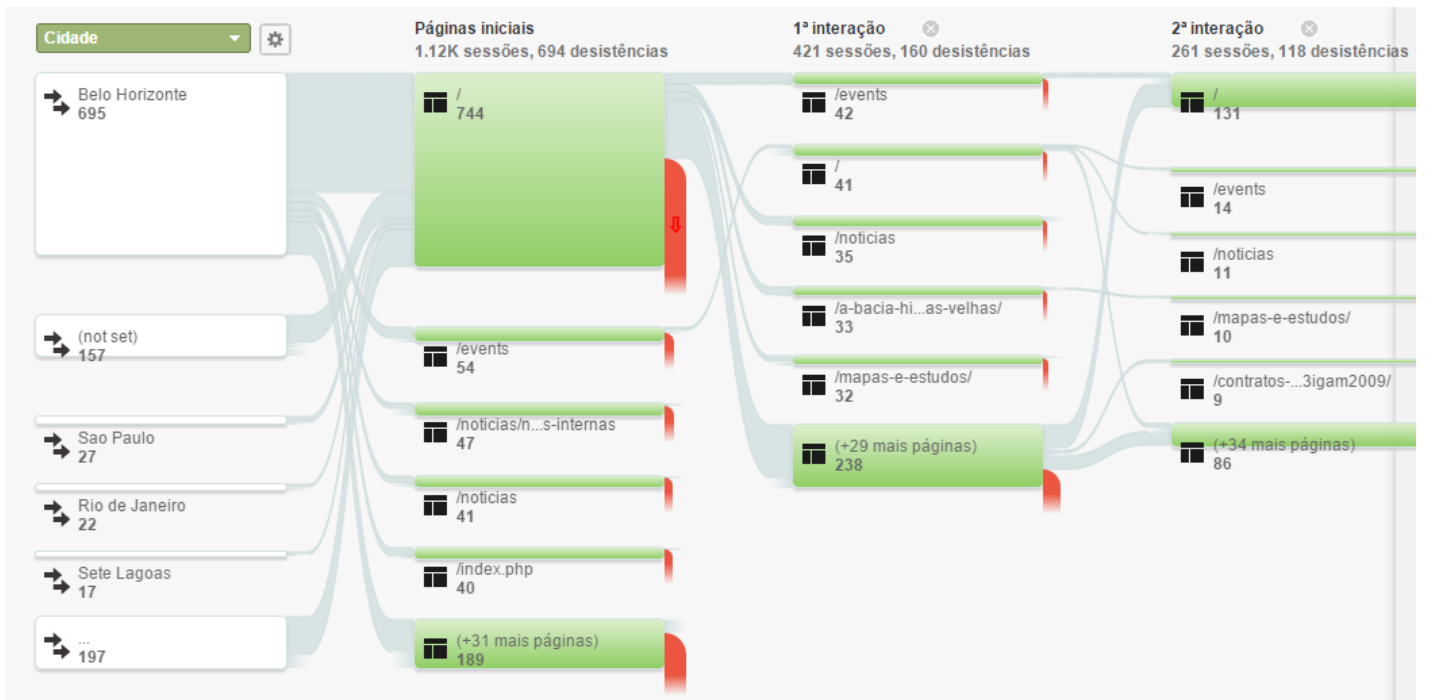 Cidade
Páginas iniciais
1.12K sessões, 694 desistências
1ª interação
421 sessões, 160 desistências
2ª interação
261 sessões, 118 desistências
Belo Horizonte
695
(not set)
157
Sao Paulo
27
Rio de Janeiro
22
Sete Lagoas
17
...
197
/
744
/events
54
/noticias/n...s-internas
47
/noticias
41
/index.php
40
(+31 mais páginas)
189
/events
42
/
41
/noticias
35
/a-bacia-hi...as-velhas/
33
/mapas-e-estudos/
32
(+29 mais páginas)
238
/
131
/events
14
/noticias
11
/mapas-e-estudos/
10
/contratos-...3igam2009/
9
(+34 mais páginas)
86